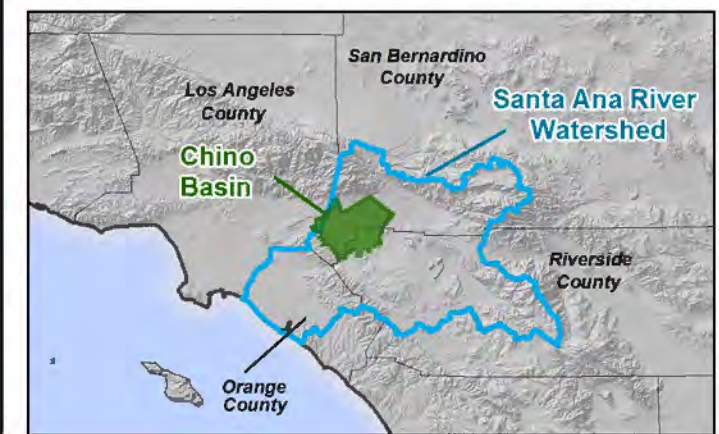 San Bernardino
County
Los Angeles
County
Santa Ana River
Watershed
Chino
Basin
Riverside
County
Orange
County